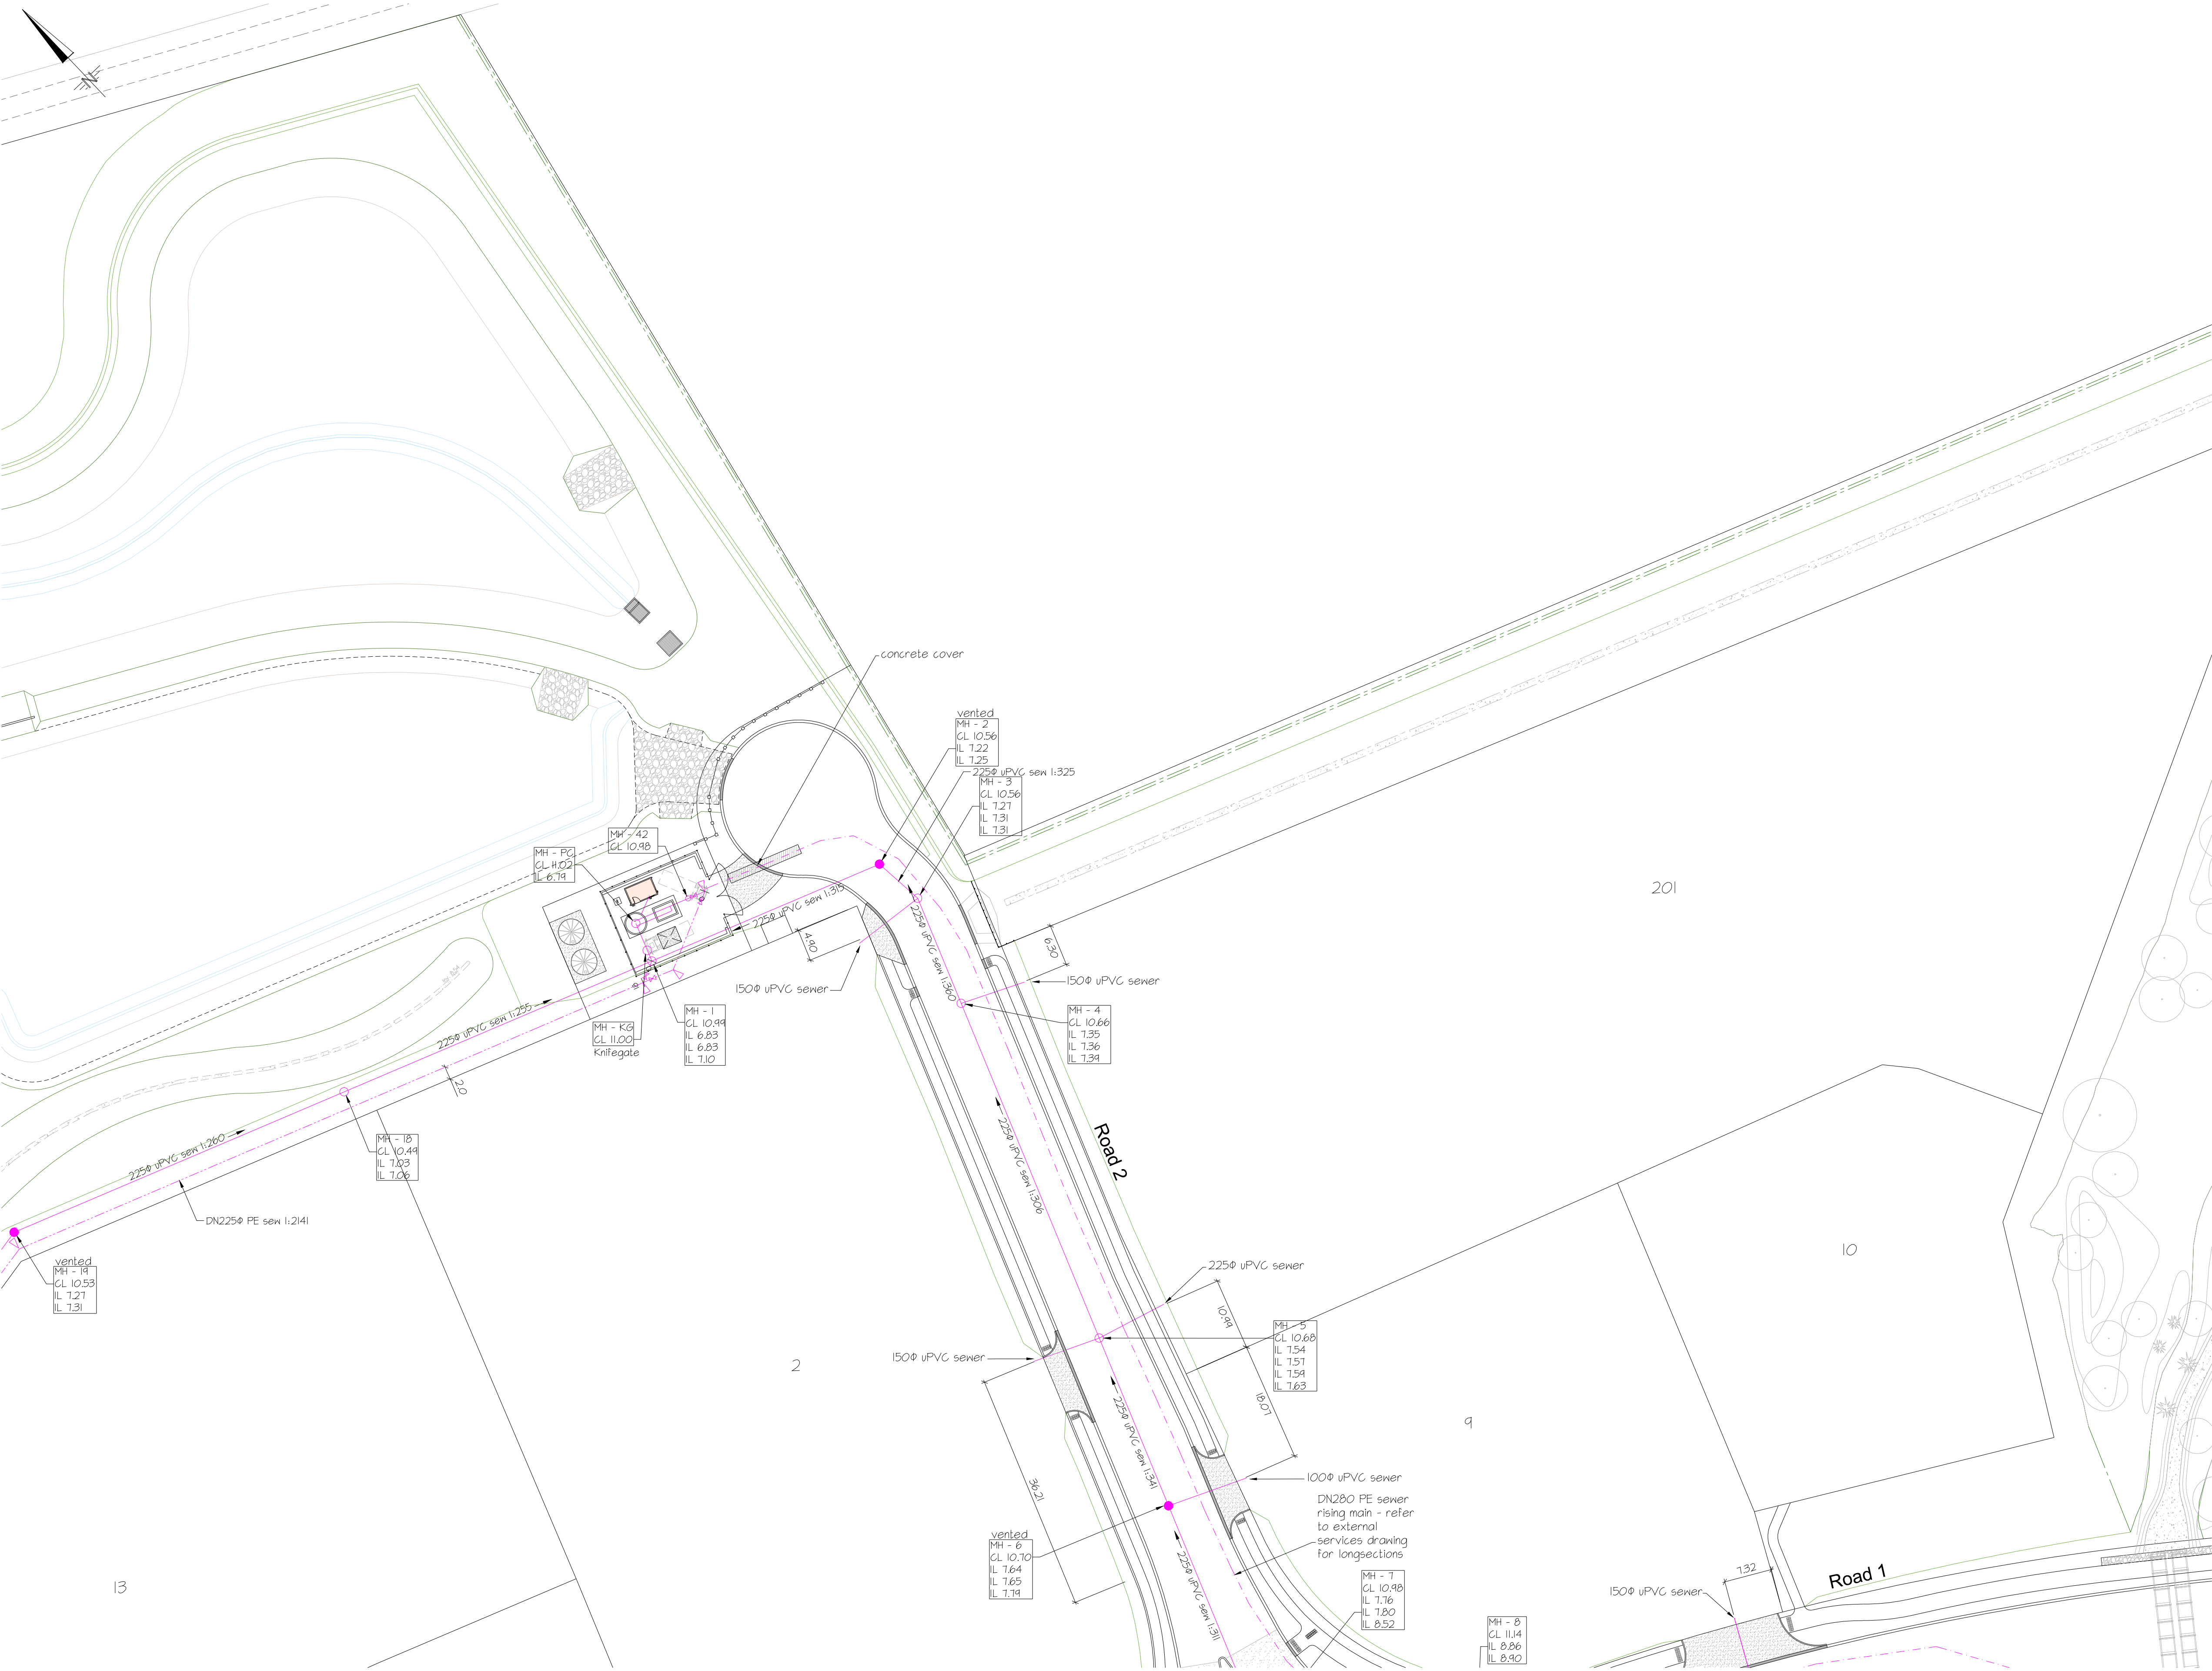 N
concrete cover
vented
MH - 2
CL 10.56
IL 7.22
IL 7.25
225Φ uPVC sew 1:325
MH - 3
CL 10.56
IL 7.27
IL 7.31
IL 7.31
MH - 42
CL 10.98
MH - PC
CL 11.02
IL 6.79
225Φ uPVC sew 1:315
4.90
150Φ uPVC sewer
225Φ uPVC sew 1:360
6.30
150Φ uPVC sewer
201
MH - 4
CL 10.66
IL 7.35
IL 7.36
IL 7.39
MH - 1
CL 10.99
IL 6.83
IL 6.83
IL 7.10
MH - KG
CL 11.00
Knifegate
225Φ uPVC sew 1:255
2.0
225Φ uPVC sew 1:260
MH - 18
CL 10.49
IL 7.03
IL 7.06
DN225Φ PE sew 1:2141
vented
MH - 19
CL 10.53
IL 7.27
IL 7.31
225Φ uPVC sew 1:306
Road 2
225Φ uPVC sewer
10.99
MH - 5
CL 10.68
IL 7.54
IL 7.57
IL 7.59
IL 7.63
150Φ uPVC sewer
2
10
9
18.07
225Φ uPVC sew 1:341
36.21
100Φ uPVC sewer
DN280 PE sewer
rising main - refer
to external
services drawing
for longsections
vented
MH - 6
CL 10.70
IL 7.64
IL 7.65
IL 7.79
225Φ uPVC sew 1:311
MH - 7
CL 10.98
IL 7.76
IL 7.80
IL 8.52
MH - 8
CL 11.14
IL 8.86
IL 8.90
150Φ uPVC sewer
7.32
Road 1
13